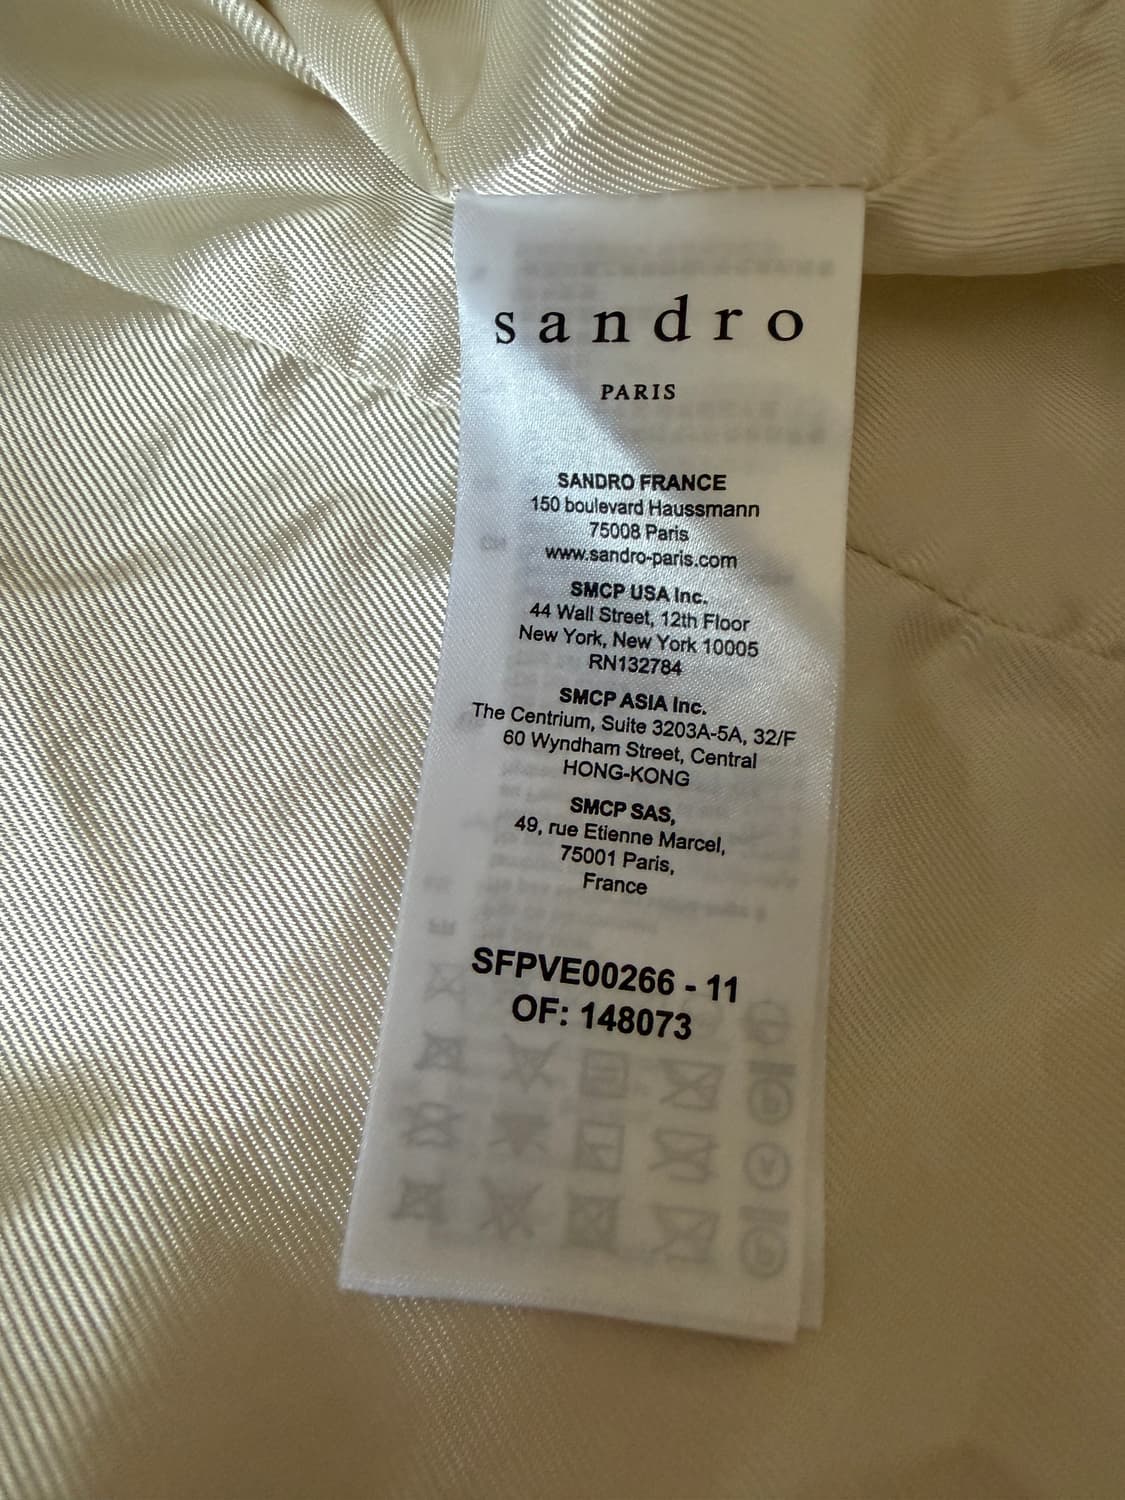 sandro
PARIS
SANDRO FRANCE
150 boulevard Haussmann
75008 Paris
www.sandro-paris.com
SMCP USA Inc.
44 Wall Street, 12th Floor
New York, New York 10005
RN132784
SMCP ASIA Inc.
The Centrium, Suite 3203A-5A, 32/F
60 Wyndham Street, Central
HONG-KONG
SMCP SAS,
49, rue Etienne Marcel,
75001 Paris,
France
SFPVE00266 - 11
OF: 148073